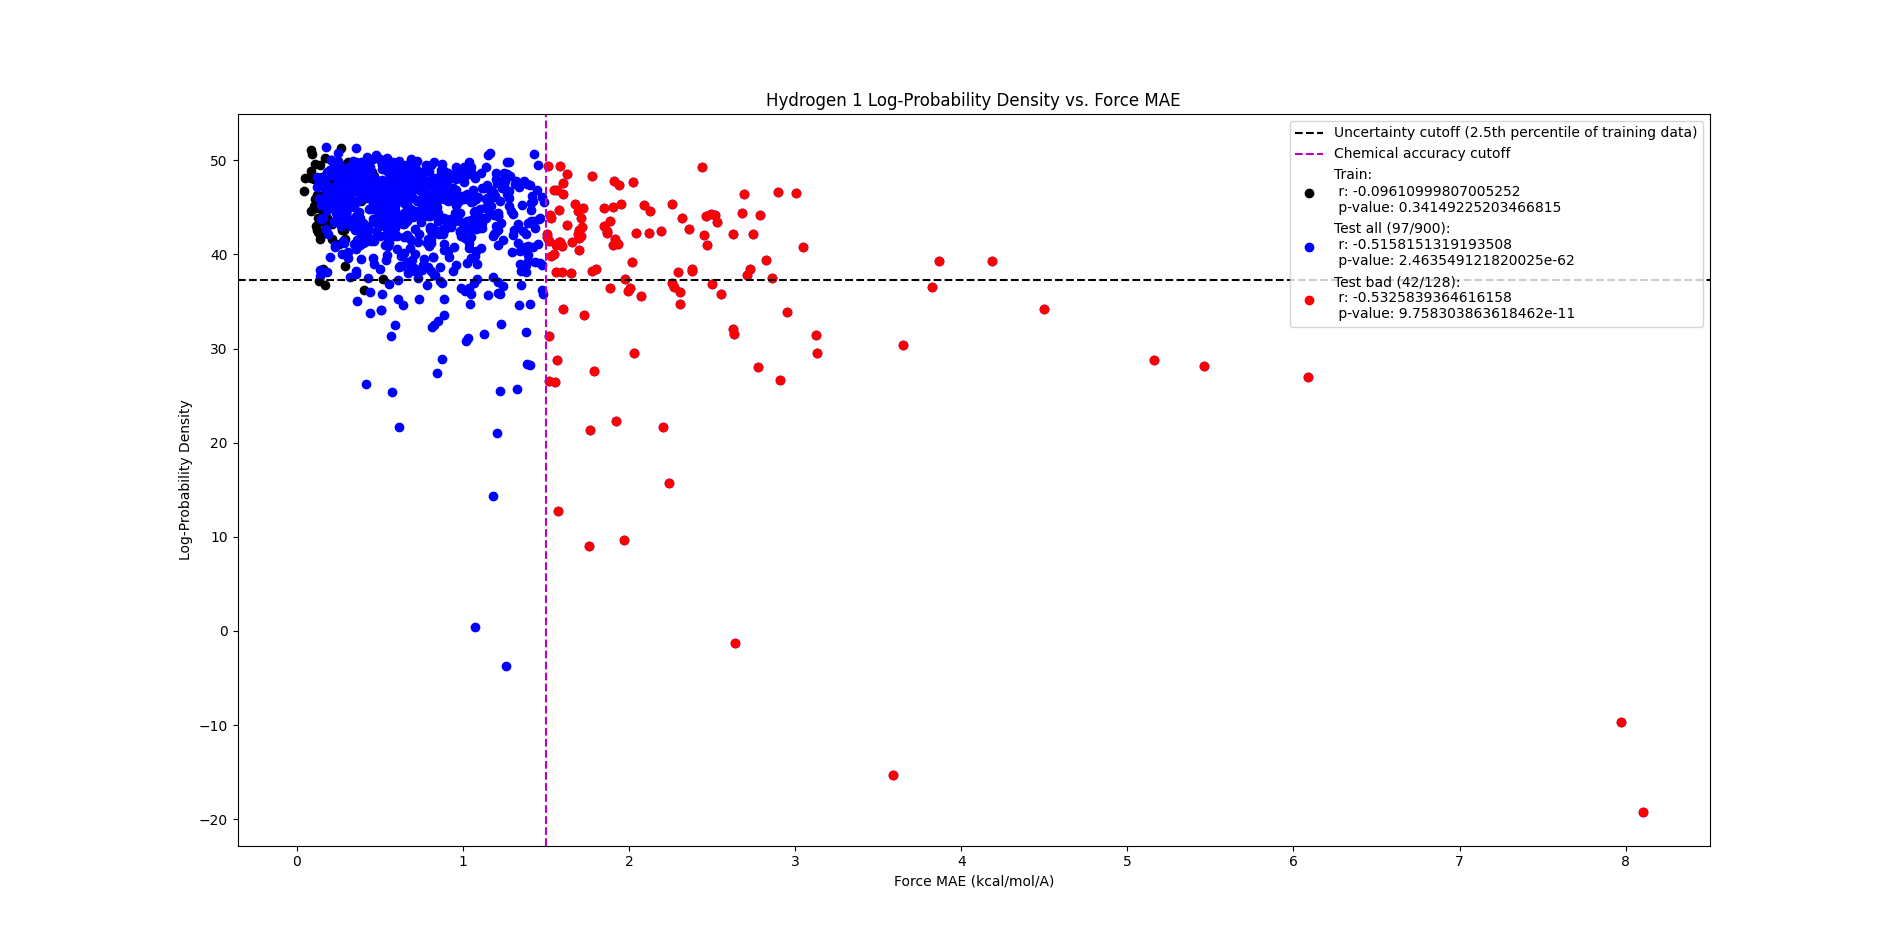 Hydrogen 1 Log-Probability Density vs. Force MAE
Uncertainty cutoff (2.5th percentile of training data)
Chemical accuracy cutoff
Train:
r: -0.09610999807005252
p-value: 0.34149225203466815
Test all (97/900):
r: -0.5158151319193508
p-value: 2.463549121820025e-62
Test bad (42/128):
r: -0.5325839364616158
p-value: 9.758303863618462e-11
Log-Probability Density
50
40
30
20
10
0
−10
−20
0 1 2 3 4 5 6 7 8
Force MAE (kcal/mol/A)